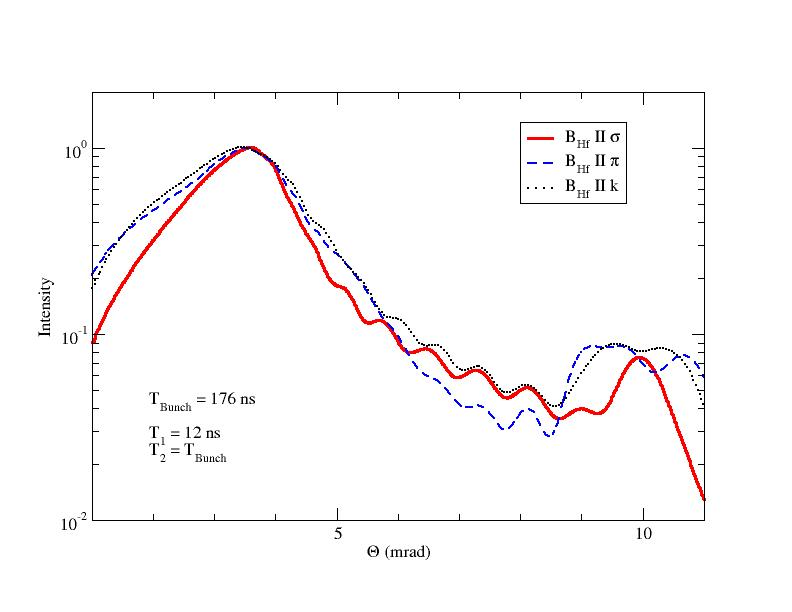 B_Hf II σ
B_Hf II π
B_Hf II k
10^0
10^-1
10^-2
Intensity
T_Bunch = 176 ns
T_1 = 12 ns
T_2 = T_Bunch
5
10
Θ (mrad)